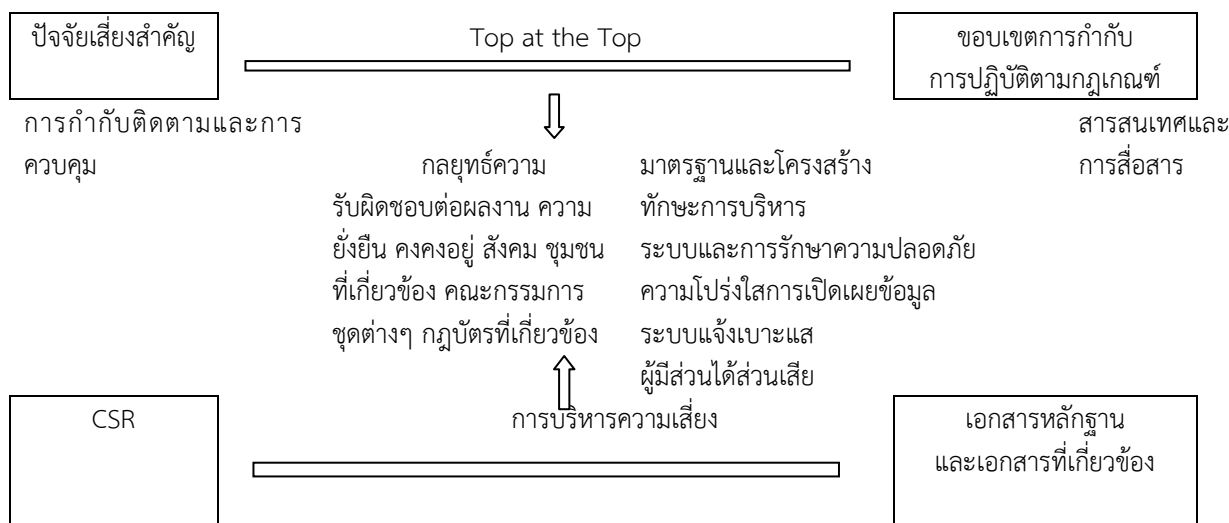 ปัจจัยเสี่ยงสำคัญ
Top at the Top
ขอบเขตการกำกับ
การปฏิบัติตามกฎเกณฑ์
การกำกับติดตามและการ
ควบคุม
สารสนเทศและ
การสื่อสาร
กลยุทธ์ความ
รับผิดชอบต่อผลงาน ความ
ยั่งยืน คงคงอยู่ สังคม ชุมชน
ที่เกี่ยวข้อง คณะกรรมการ
ชุดต่างๆ กฎบัตรที่เกี่ยวข้อง
มาตรฐานและโครงสร้าง
ทักษะการบริหาร
ระบบและการรักษาความปลอดภัย
ความโปร่งใสการเปิดเผยข้อมูล
ระบบแจ้งเบาะแส
ผู้มีส่วนได้ส่วนเสีย
CSR
การบริหารความเสี่ยง
เอกสารหลักฐาน
และเอกสารที่เกี่ยวข้อง